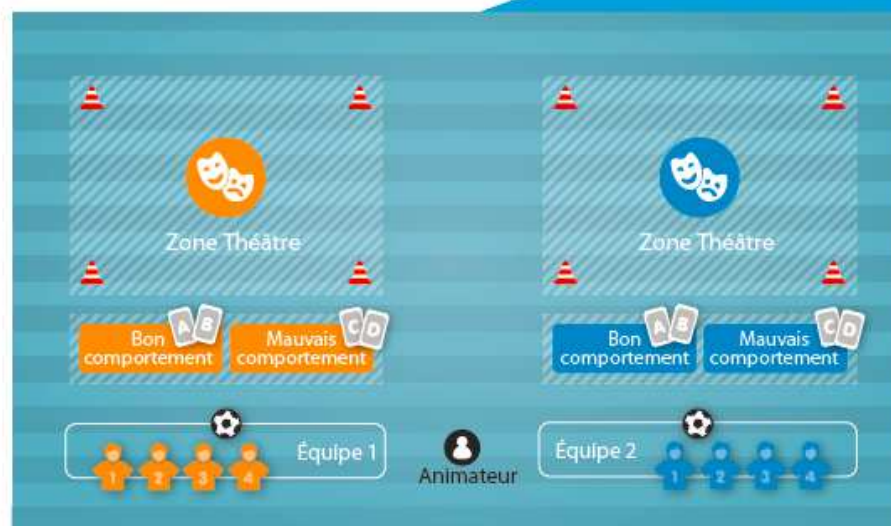 Zone Théâtre
Zone Théâtre
A B
C D
Bon
comportement
Mauvais
comportement
A B
C D
Bon
comportement
Mauvais
comportement
Équipe 1
1 2 3 4
Animateur
Équipe 2
1 2 3 4